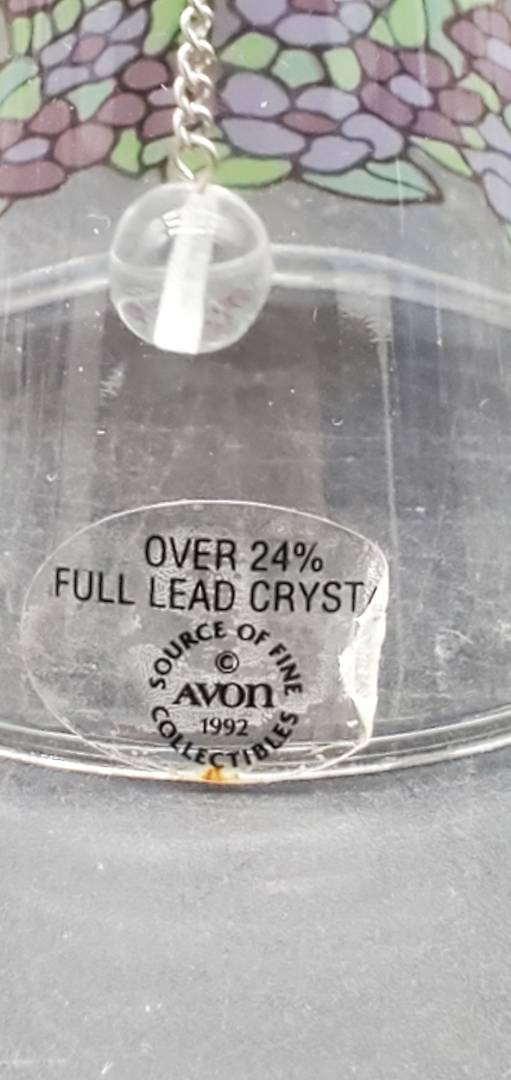 OVER 24%
FULL LEAD CRYST
SOURCE OF FINE
©
AVON
1992
COLLECTIBLES